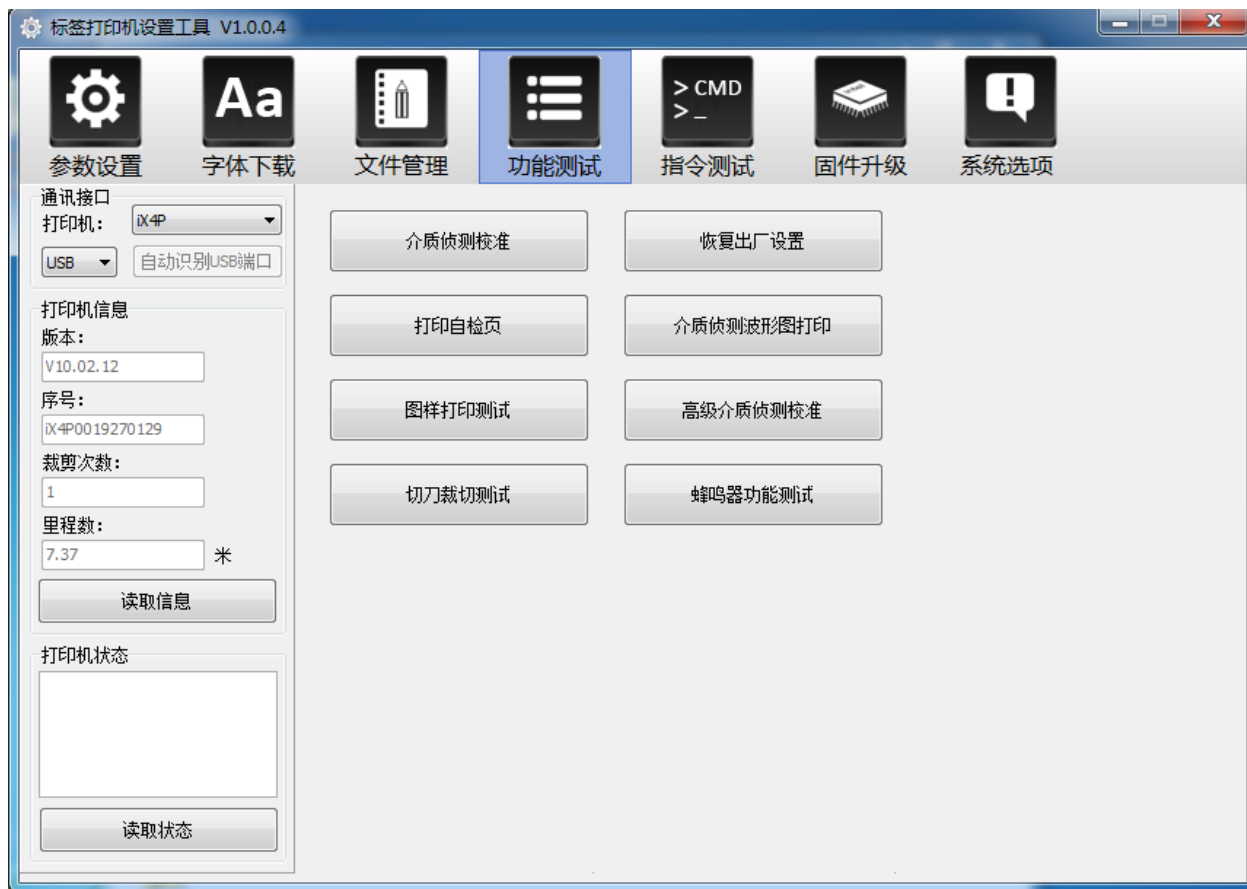 标签打印机设置工具 V1.0.0.4
Aa
> CMD
> _
参数设置 字体下载 文件管理 功能测试 指令测试 固件升级 系统选项
通讯接口
打印机： iX4P
USB 自动识别USB端口
打印机信息
版本：
V10.02.12
序号：
iX4P0019270129
裁剪次数：
1
里程数：
7.37 米
读取信息
打印机状态
读取状态
介质侦测校准 恢复出厂设置
打印自检页 介质侦测波形图打印
图样打印测试 高级介质侦测校准
切刀裁切测试 蜂鸣器功能测试